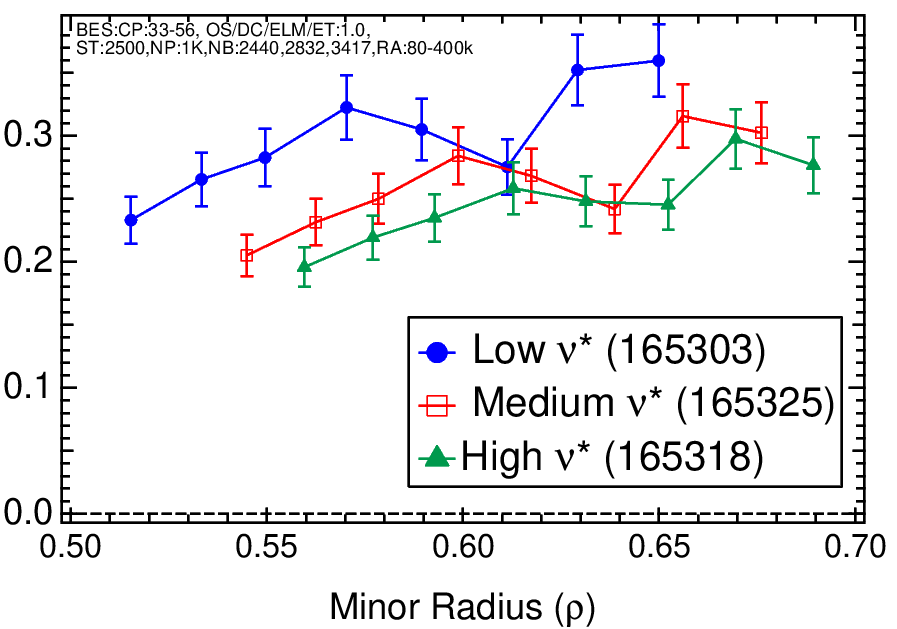 BES:CP:33-56, OS/DC/ELM/ET:1.0,
ST:2500,NP:1K,NB:2440,2832,3417,RA:80-400k
0.3
0.2
0.1
0.0
Low ν* (165303)
Medium ν* (165325)
High ν* (165318)
0.50 0.55 0.60 0.65 0.70
Minor Radius (ρ)